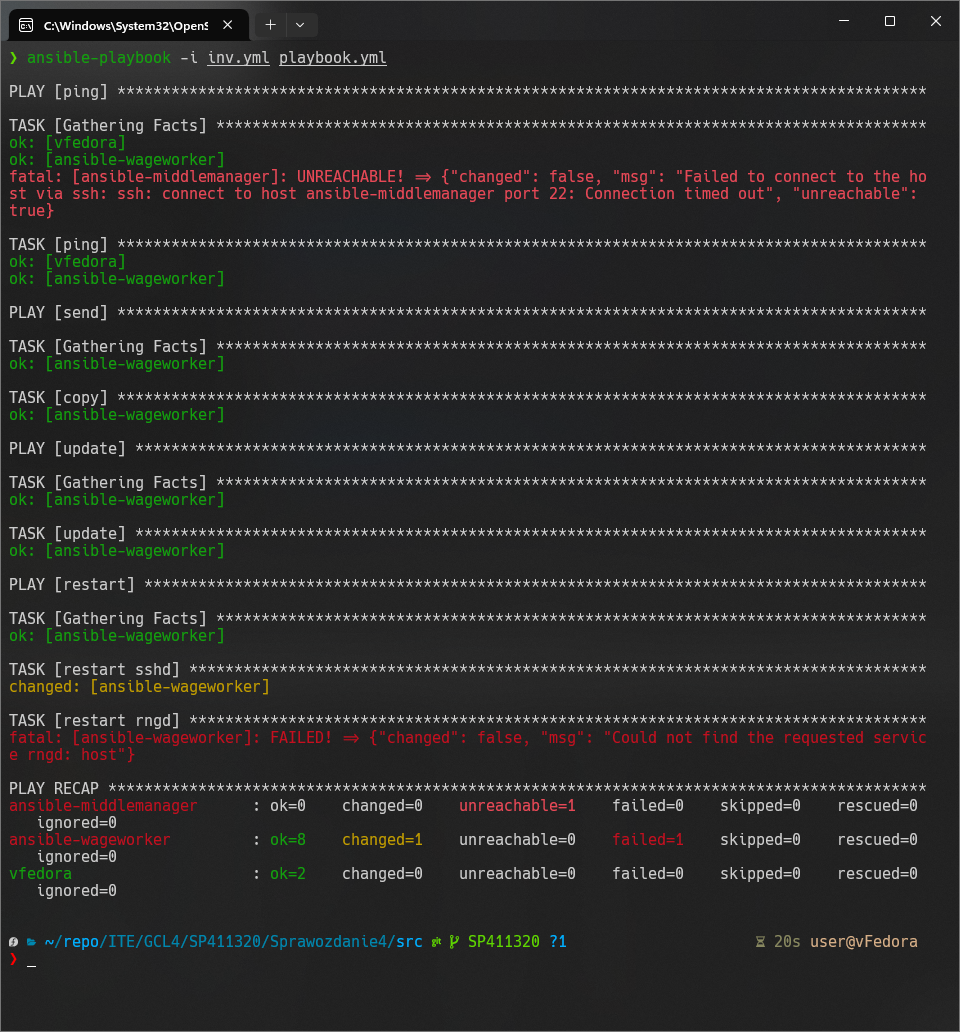 C:\Windows\System32\OpenS
❯ ansible-playbook -i inv.yml playbook.yml
PLAY [ping] ******************************************************************************************
TASK [Gathering Facts] *******************************************************************************
ok: [vfedora]
ok: [ansible-wageworker]
fatal: [ansible-middlemanager]: UNREACHABLE! => {"changed": false, "msg": "Failed to connect to the ho
st via ssh: ssh: connect to host ansible-middlemanager port 22: Connection timed out", "unreachable":
true}
TASK [ping] ******************************************************************************************
ok: [vfedora]
ok: [ansible-wageworker]
PLAY [send] ******************************************************************************************
TASK [Gathering Facts] *******************************************************************************
ok: [ansible-wageworker]
TASK [copy] ******************************************************************************************
ok: [ansible-wageworker]
PLAY [update] ****************************************************************************************
TASK [Gathering Facts] *******************************************************************************
ok: [ansible-wageworker]
TASK [update] ****************************************************************************************
ok: [ansible-wageworker]
PLAY [restart] ***************************************************************************************
TASK [Gathering Facts] *******************************************************************************
ok: [ansible-wageworker]
TASK [restart sshd] **********************************************************************************
changed: [ansible-wageworker]
TASK [restart rngd] **********************************************************************************
fatal: [ansible-wageworker]: FAILED! => {"changed": false, "msg": "Could not find the requested servic
e rngd: host"}
PLAY RECAP *******************************************************************************************
ansible-middlemanager      : ok=0    changed=0    unreachable=1    failed=0    skipped=0    rescued=0
ignored=0
ansible-wageworker         : ok=8    changed=1    unreachable=0    failed=1    skipped=0    rescued=0
ignored=0
vfedora                    : ok=2    changed=0    unreachable=0    failed=0    skipped=0    rescued=0
ignored=0
~/repo/ITE/GCL4/SP411320/Sprawozdanie4/src git SP411320 ?1 20s user@vFedora
❯ _